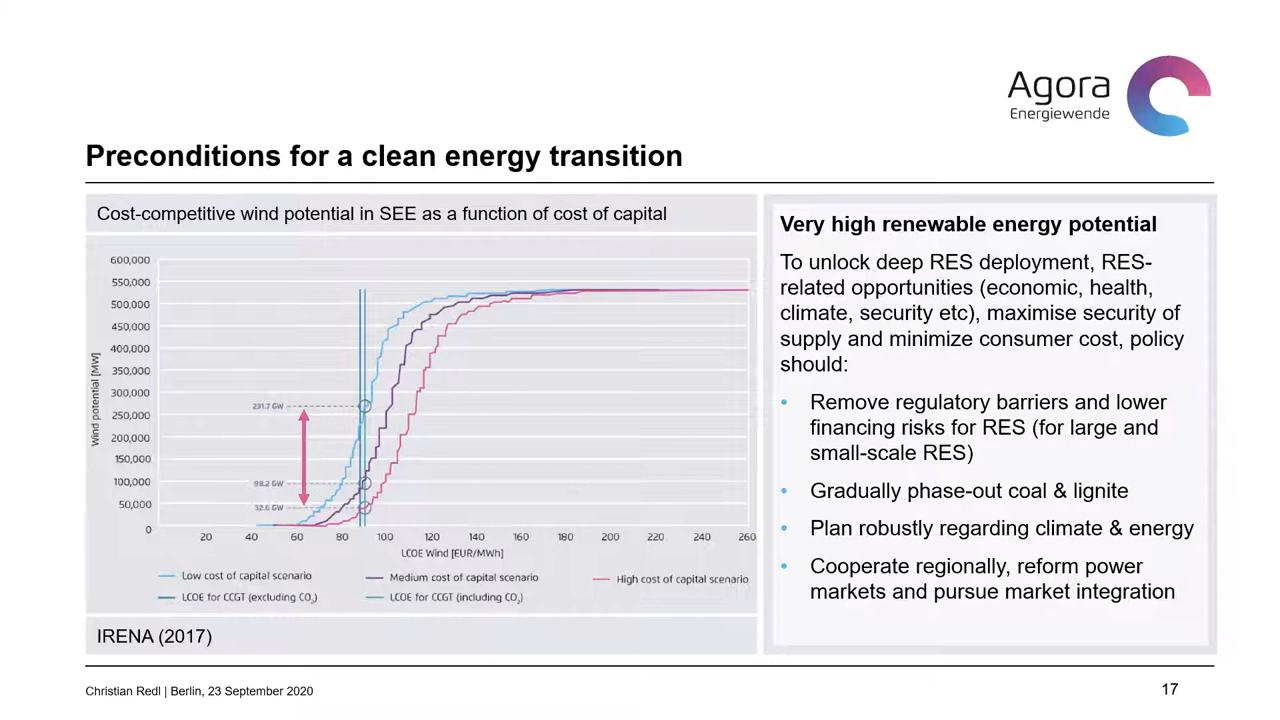 Agora
Energiewende
Preconditions for a clean energy transition
Cost-competitive wind potential in SEE as a function of cost of capital
600,000
550,000
500,000
450,000
400,000
350,000
300,000
250,000
200,000
150,000
100,000
50,000
0
Wind potential [MW]
231.7 GW
98.2 GW
32.6 GW
20 40 60 80 100 120 140 160 180 200 220 240 260
LCOE Wind [EUR/MWh]
Low cost of capital scenario Medium cost of capital scenario High cost of capital scenario
LCOE for CCGT (excluding CO₂) LCOE for CCGT (including CO₂)
IRENA (2017)
Very high renewable energy potential
To unlock deep RES deployment, RES-
related opportunities (economic, health,
climate, security etc), maximise security of
supply and minimize consumer cost, policy
should:
• Remove regulatory barriers and lower
financing risks for RES (for large and
small-scale RES)
• Gradually phase-out coal & lignite
• Plan robustly regarding climate & energy
• Cooperate regionally, reform power
markets and pursue market integration
Christian Redl | Berlin, 23 September 2020
17